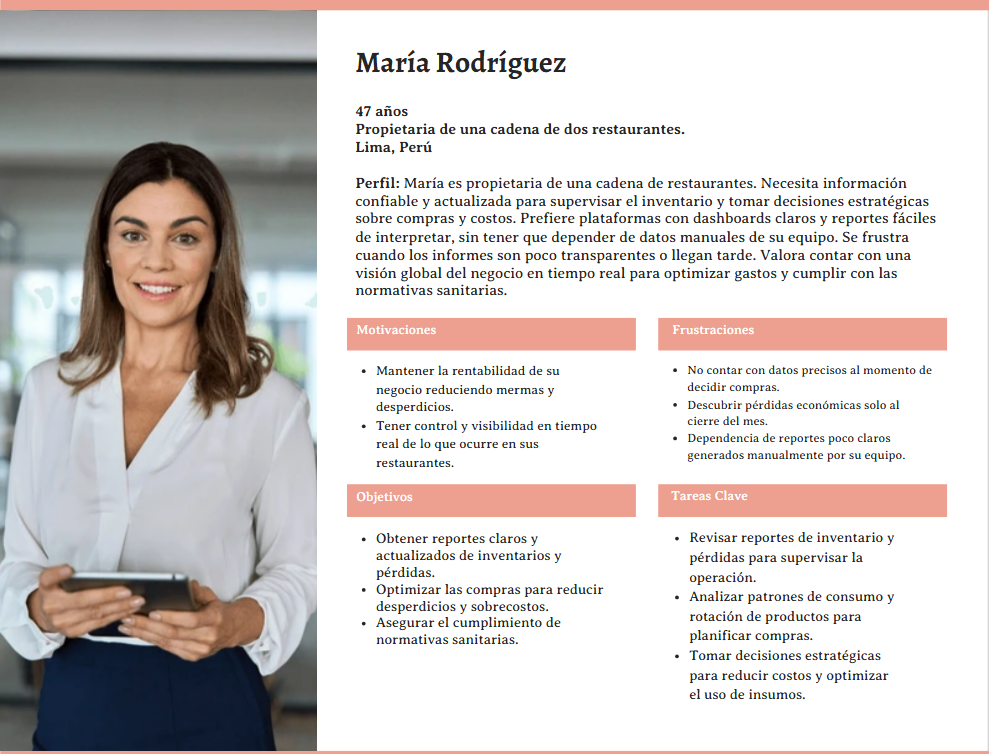 María Rodríguez
47 años
Propietaria de una cadena de dos restaurantes.
Lima, Perú
Perfil: María es propietaria de una cadena de restaurantes. Necesita información
confiable y actualizada para supervisar el inventario y tomar decisiones estratégicas
sobre compras y costos. Prefiere plataformas con dashboards claros y reportes fáciles
de interpretar, sin tener que depender de datos manuales de su equipo. Se frustra
cuando los informes son poco transparentes o llegan tarde. Valora contar con una
visión global del negocio en tiempo real para optimizar gastos y cumplir con las
normativas sanitarias.
Motivaciones
• Mantener la rentabilidad de su
negocio reduciendo mermas y
desperdicios.
• Tener control y visibilidad en tiempo
real de lo que ocurre en sus
restaurantes.
Frustraciones
• No contar con datos precisos al momento de
decidir compras.
• Descubrir pérdidas económicas solo al
cierre del mes.
• Dependencia de reportes poco claros
generados manualmente por su equipo.
Objetivos
• Obtener reportes claros y
actualizados de inventarios y
pérdidas.
• Optimizar las compras para reducir
desperdicios y sobrecostos.
• Asegurar el cumplimiento de
normativas sanitarias.
Tareas Clave
• Revisar reportes de inventario y
pérdidas para supervisar la
operación.
• Analizar patrones de consumo y
rotación de productos para
planificar compras.
• Tomar decisiones estratégicas
para reducir costos y optimizar
el uso de insumos.